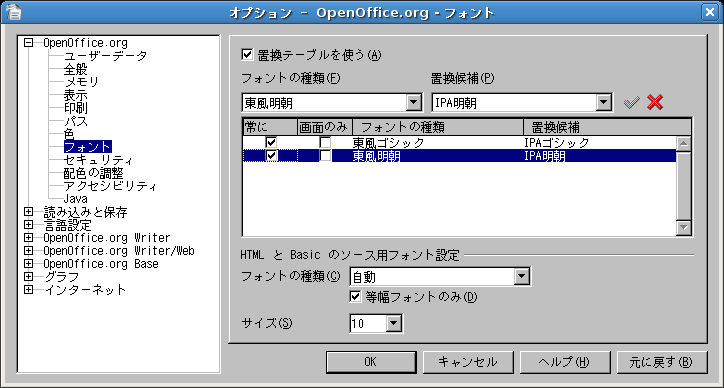 オプション － OpenOffice.org - フォント
OpenOffice.org
ユーザーデータ
全般
メモリ
表示
印刷
パス
色
フォント
セキュリティ
配色の調整
アクセシビリティ
Java
読み込みと保存
言語設定
OpenOffice.org Writer
OpenOffice.org Writer/Web
OpenOffice.org Base
グラフ
インターネット
置換テーブルを使う(A)
フォントの種類(F) 置換候補(P)
東風明朝 IPA明朝
常に 画面のみ フォントの種類 置換候補
東風ゴシック IPAゴシック
東風明朝 IPA明朝
HTML と Basic のソース用フォント設定
フォントの種類(C) 自動
等幅フォントのみ(D)
サイズ(S) 10
OK キャンセル ヘルプ(H) 元に戻す(B)